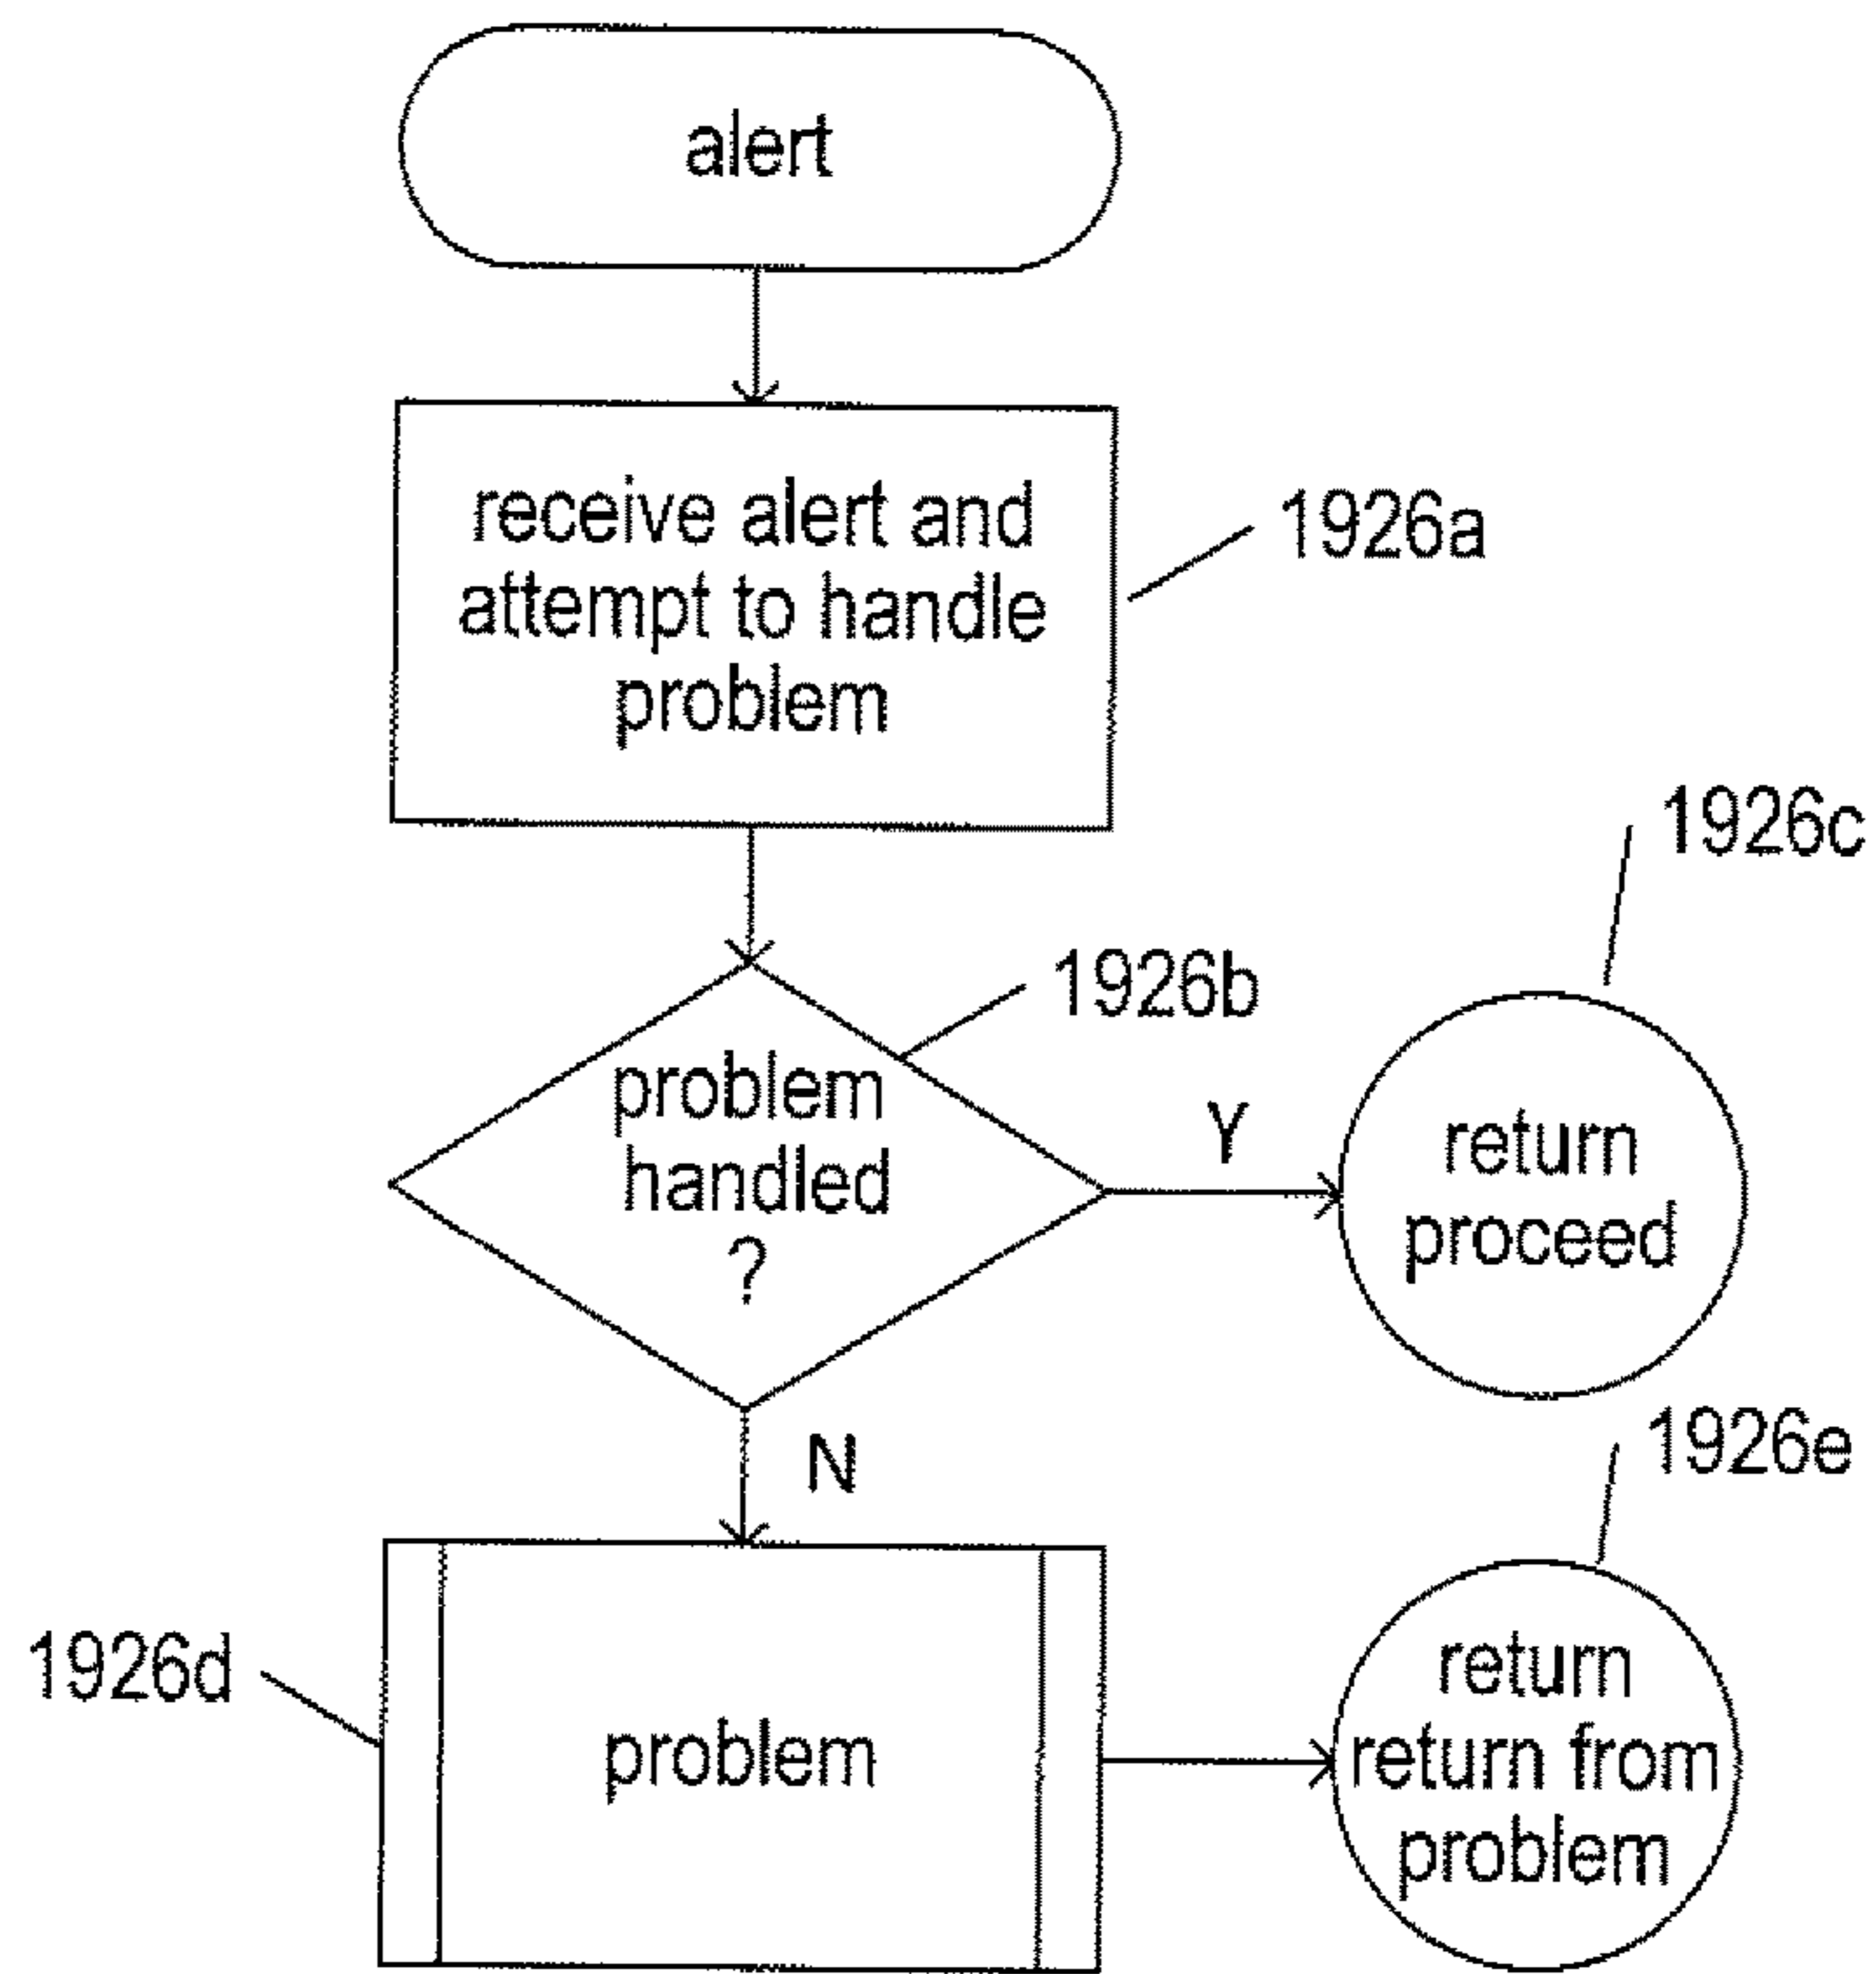 alert
receive alert and
attempt to handle
problem
1926a
1926c
1926b
problem
handled
?
Y
return
proceed
N
1926e
1926d
problem
return
return from
problem